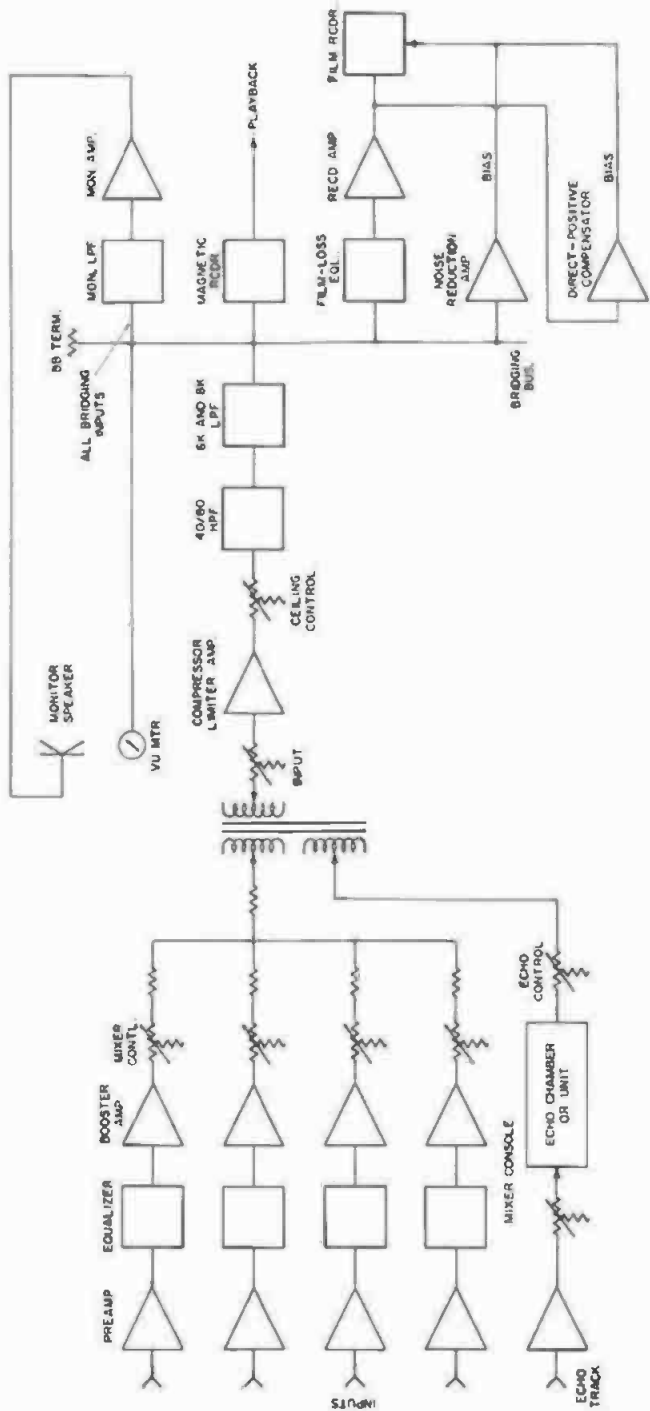 INPUTS
PREAMP
EQUALIZER
BOOSTER
AMP
MIXER
CONTL.
ECHO
TRACK
MIXER CONSOLE
ECHO CHAMBER
OR UNIT
ECHO
CONTROL
INPUT
COMPRESSOR
LIMITER AMP.
CEILING
CONTROL
40/80
HPF
6K AND 8K
LPF
MONITOR
SPEAKER
VU MTR
ALL BRIDGING
INPUTS
BB TERM.
MON. LPF
MON AMP.
MAGNETIC
RCDR
PLAYBACK
FILM-LOSS
EQL.
RECD AMP
FILM RCDR
NOISE
REDUCTION
AMP
BIAS
BRIDGING
BUS.
DIRECT-POSITIVE
COMPENSATOR
BIAS